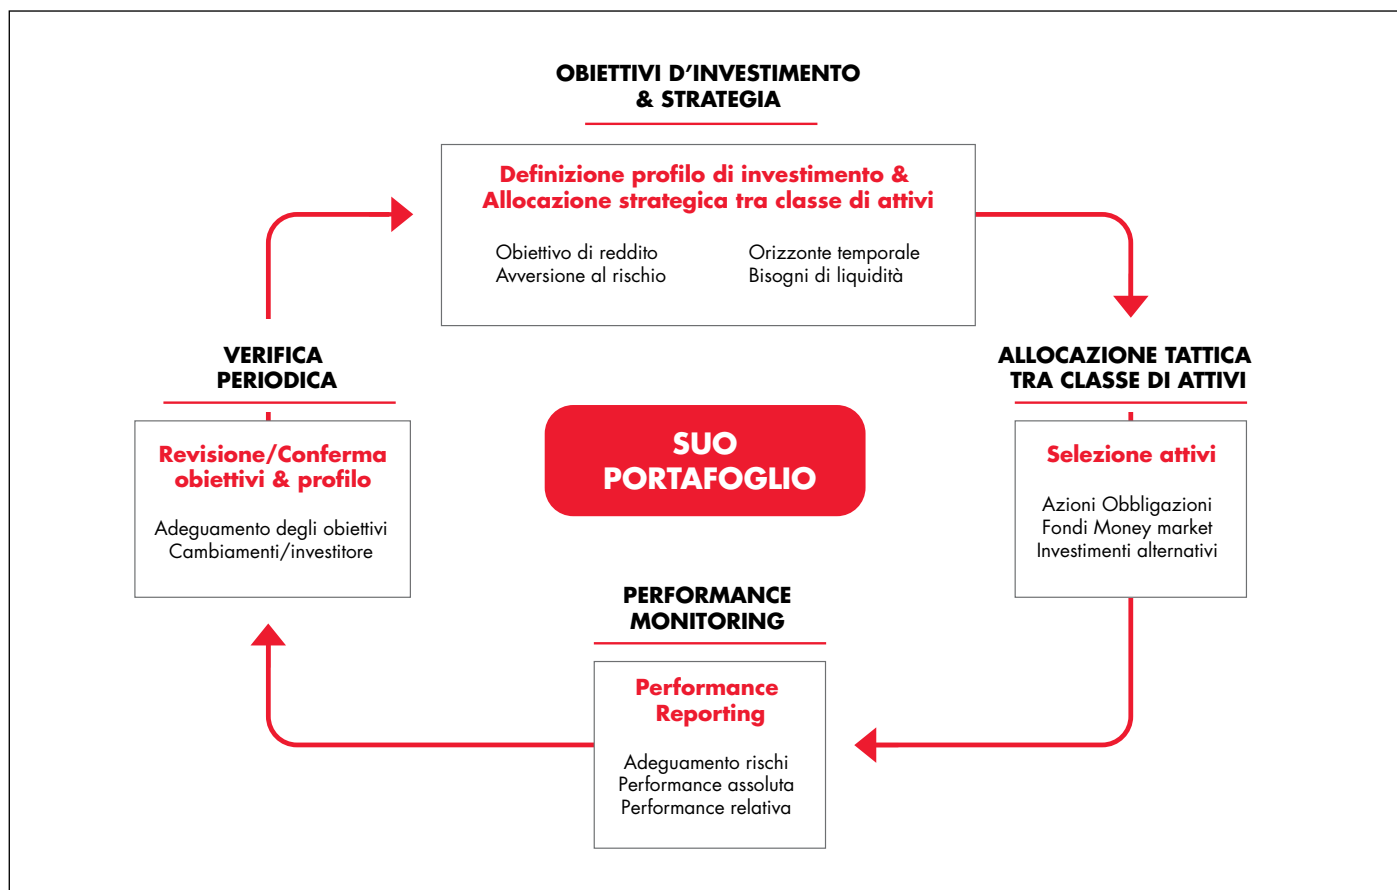 OBIETTIVI D’INVESTIMENTO
& STRATEGIA
Definizione profilo di investimento &
Allocazione strategica tra classe di attivi
Obiettivo di reddito
Avversione al rischio
Orizzonte temporale
Bisogni di liquidità
ALLOCAZIONE TATTICA
TRA CLASSE DI ATTIVI
Selezione attivi
Azioni Obbligazioni
Fondi Money market
Investimenti alternativi
PERFORMANCE
MONITORING
Performance
Reporting
Adeguamento rischi
Performance assoluta
Performance relativa
VERIFICA
PERIODICA
Revisione/Conferma
obiettivi & profilo
Adeguamento degli obiettivi
Cambiamenti/investitore
SUO
PORTAFOGLIO